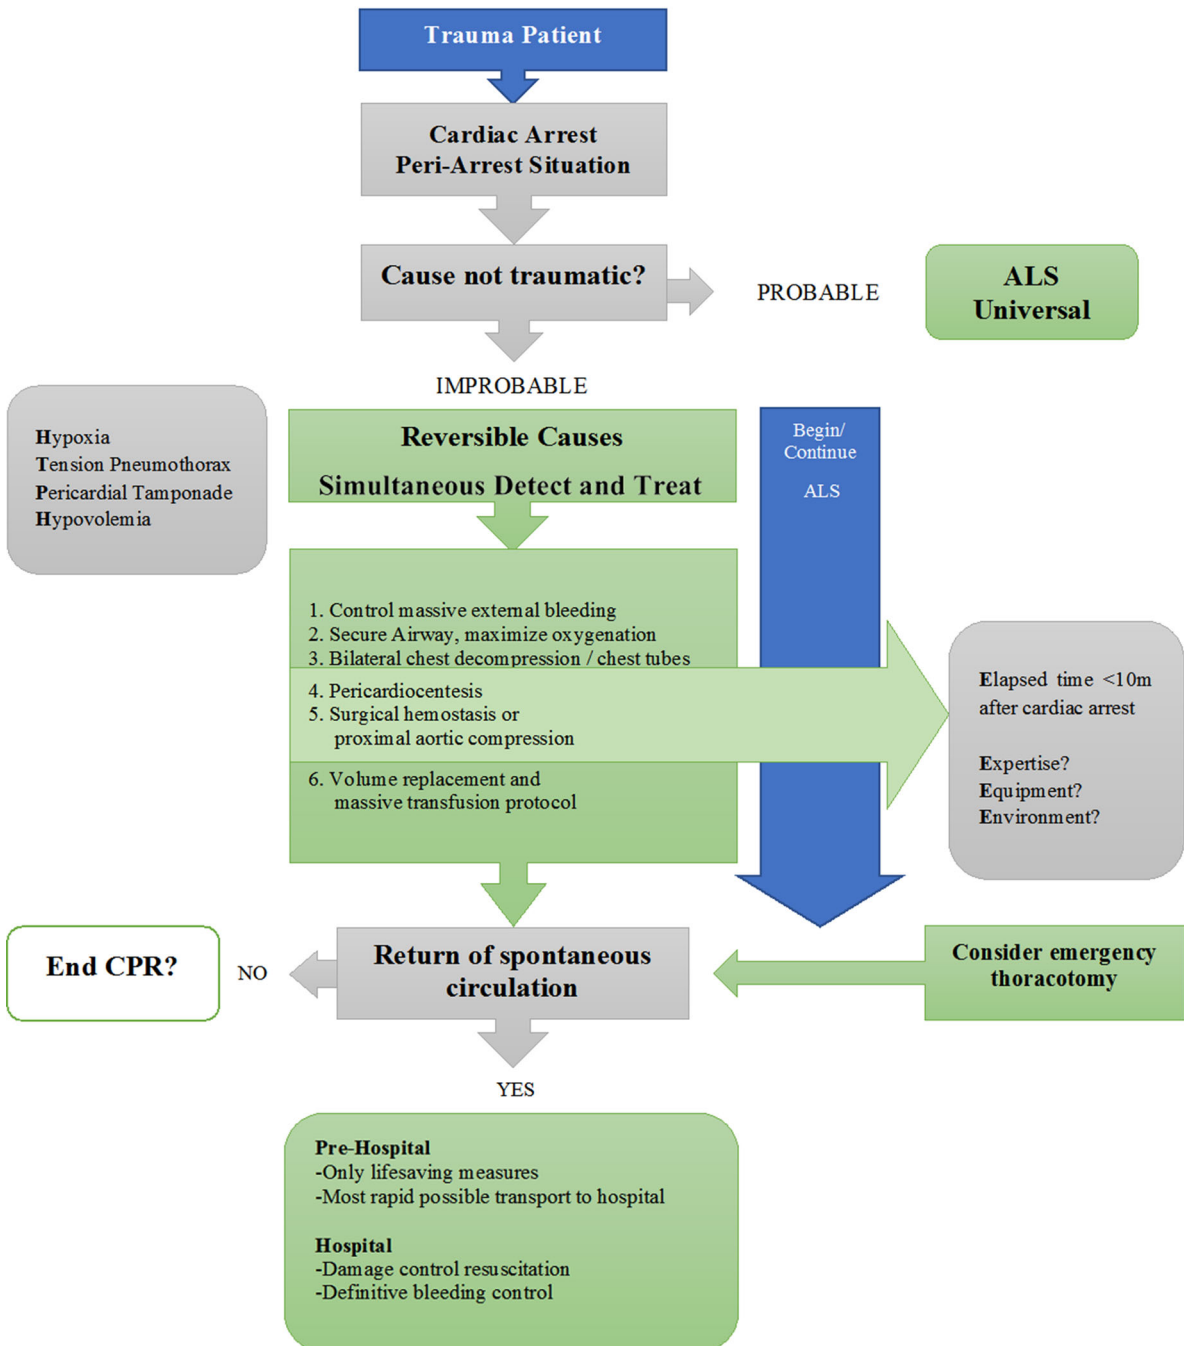 Trauma Patient
Cardiac Arrest
Peri-Arrest Situation
Cause not traumatic?
PROBABLE
ALS
Universal
IMPROBABLE
Hypoxia
Tension Pneumothorax
Pericardial Tamponade
Hypovolemia
Reversible Causes
Simultaneous Detect and Treat
Begin/
Continue
ALS
1. Control massive external bleeding
2. Secure Airway, maximize oxygenation
3. Bilateral chest decompression / chest tubes
4. Pericardiocentesis
5. Surgical hemostasis or
proximal aortic compression
6. Volume replacement and
massive transfusion protocol
Elapsed time <10m
after cardiac arrest
Expertise?
Equipment?
Environment?
End CPR?
NO
Return of spontaneous
circulation
Consider emergency
thoracotomy
YES
Pre-Hospital
-Only lifesaving measures
-Most rapid possible transport to hospital
Hospital
-Damage control resuscitation
-Definitive bleeding control